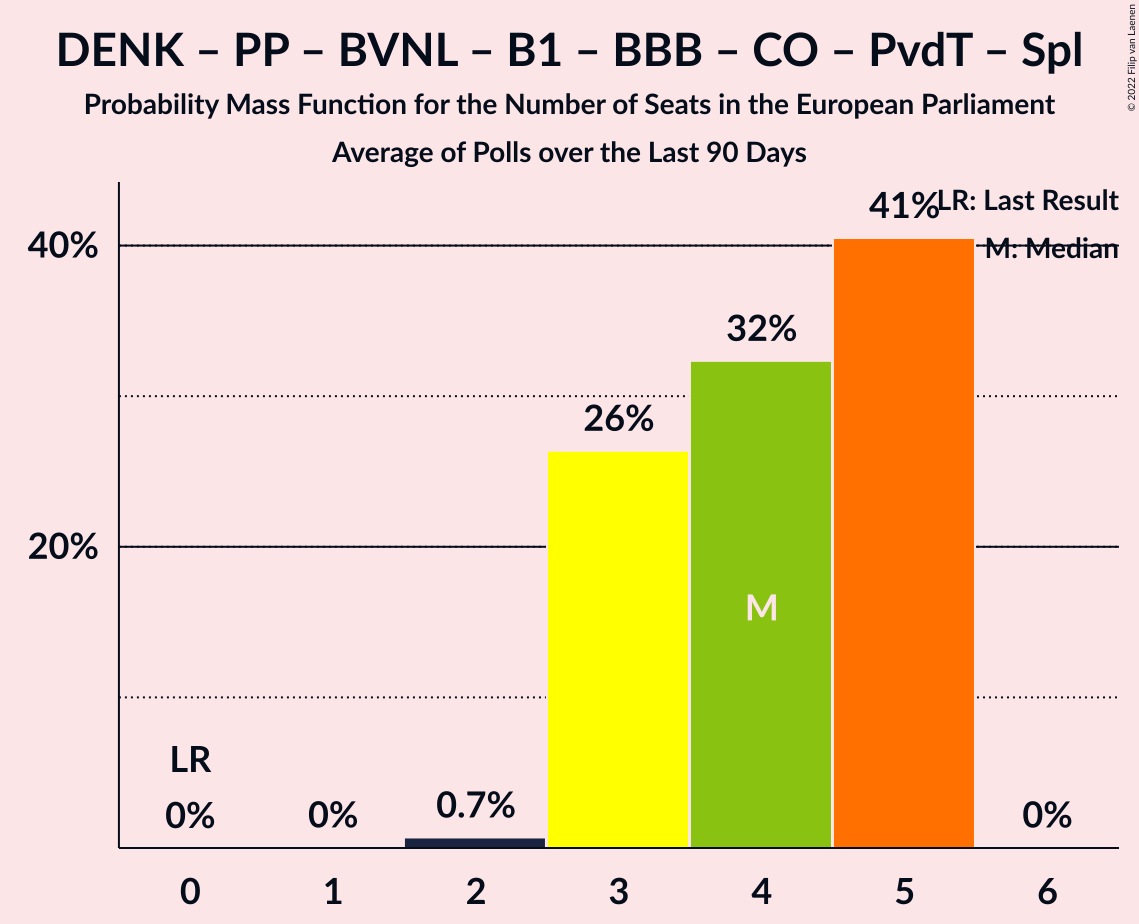 DENK – PP – BVNL – B1 – BBB – CO – PvdT – Spl
Probability Mass Function for the Number of Seats in the European Parliament
Average of Polls over the Last 90 Days
© 2022 Filip van Laenen
LR: Last Result
M: Median
40%
20%
41%
32%
26%
M
LR
0%
0%
0.7%
0%
0 1 2 3 4 5 6